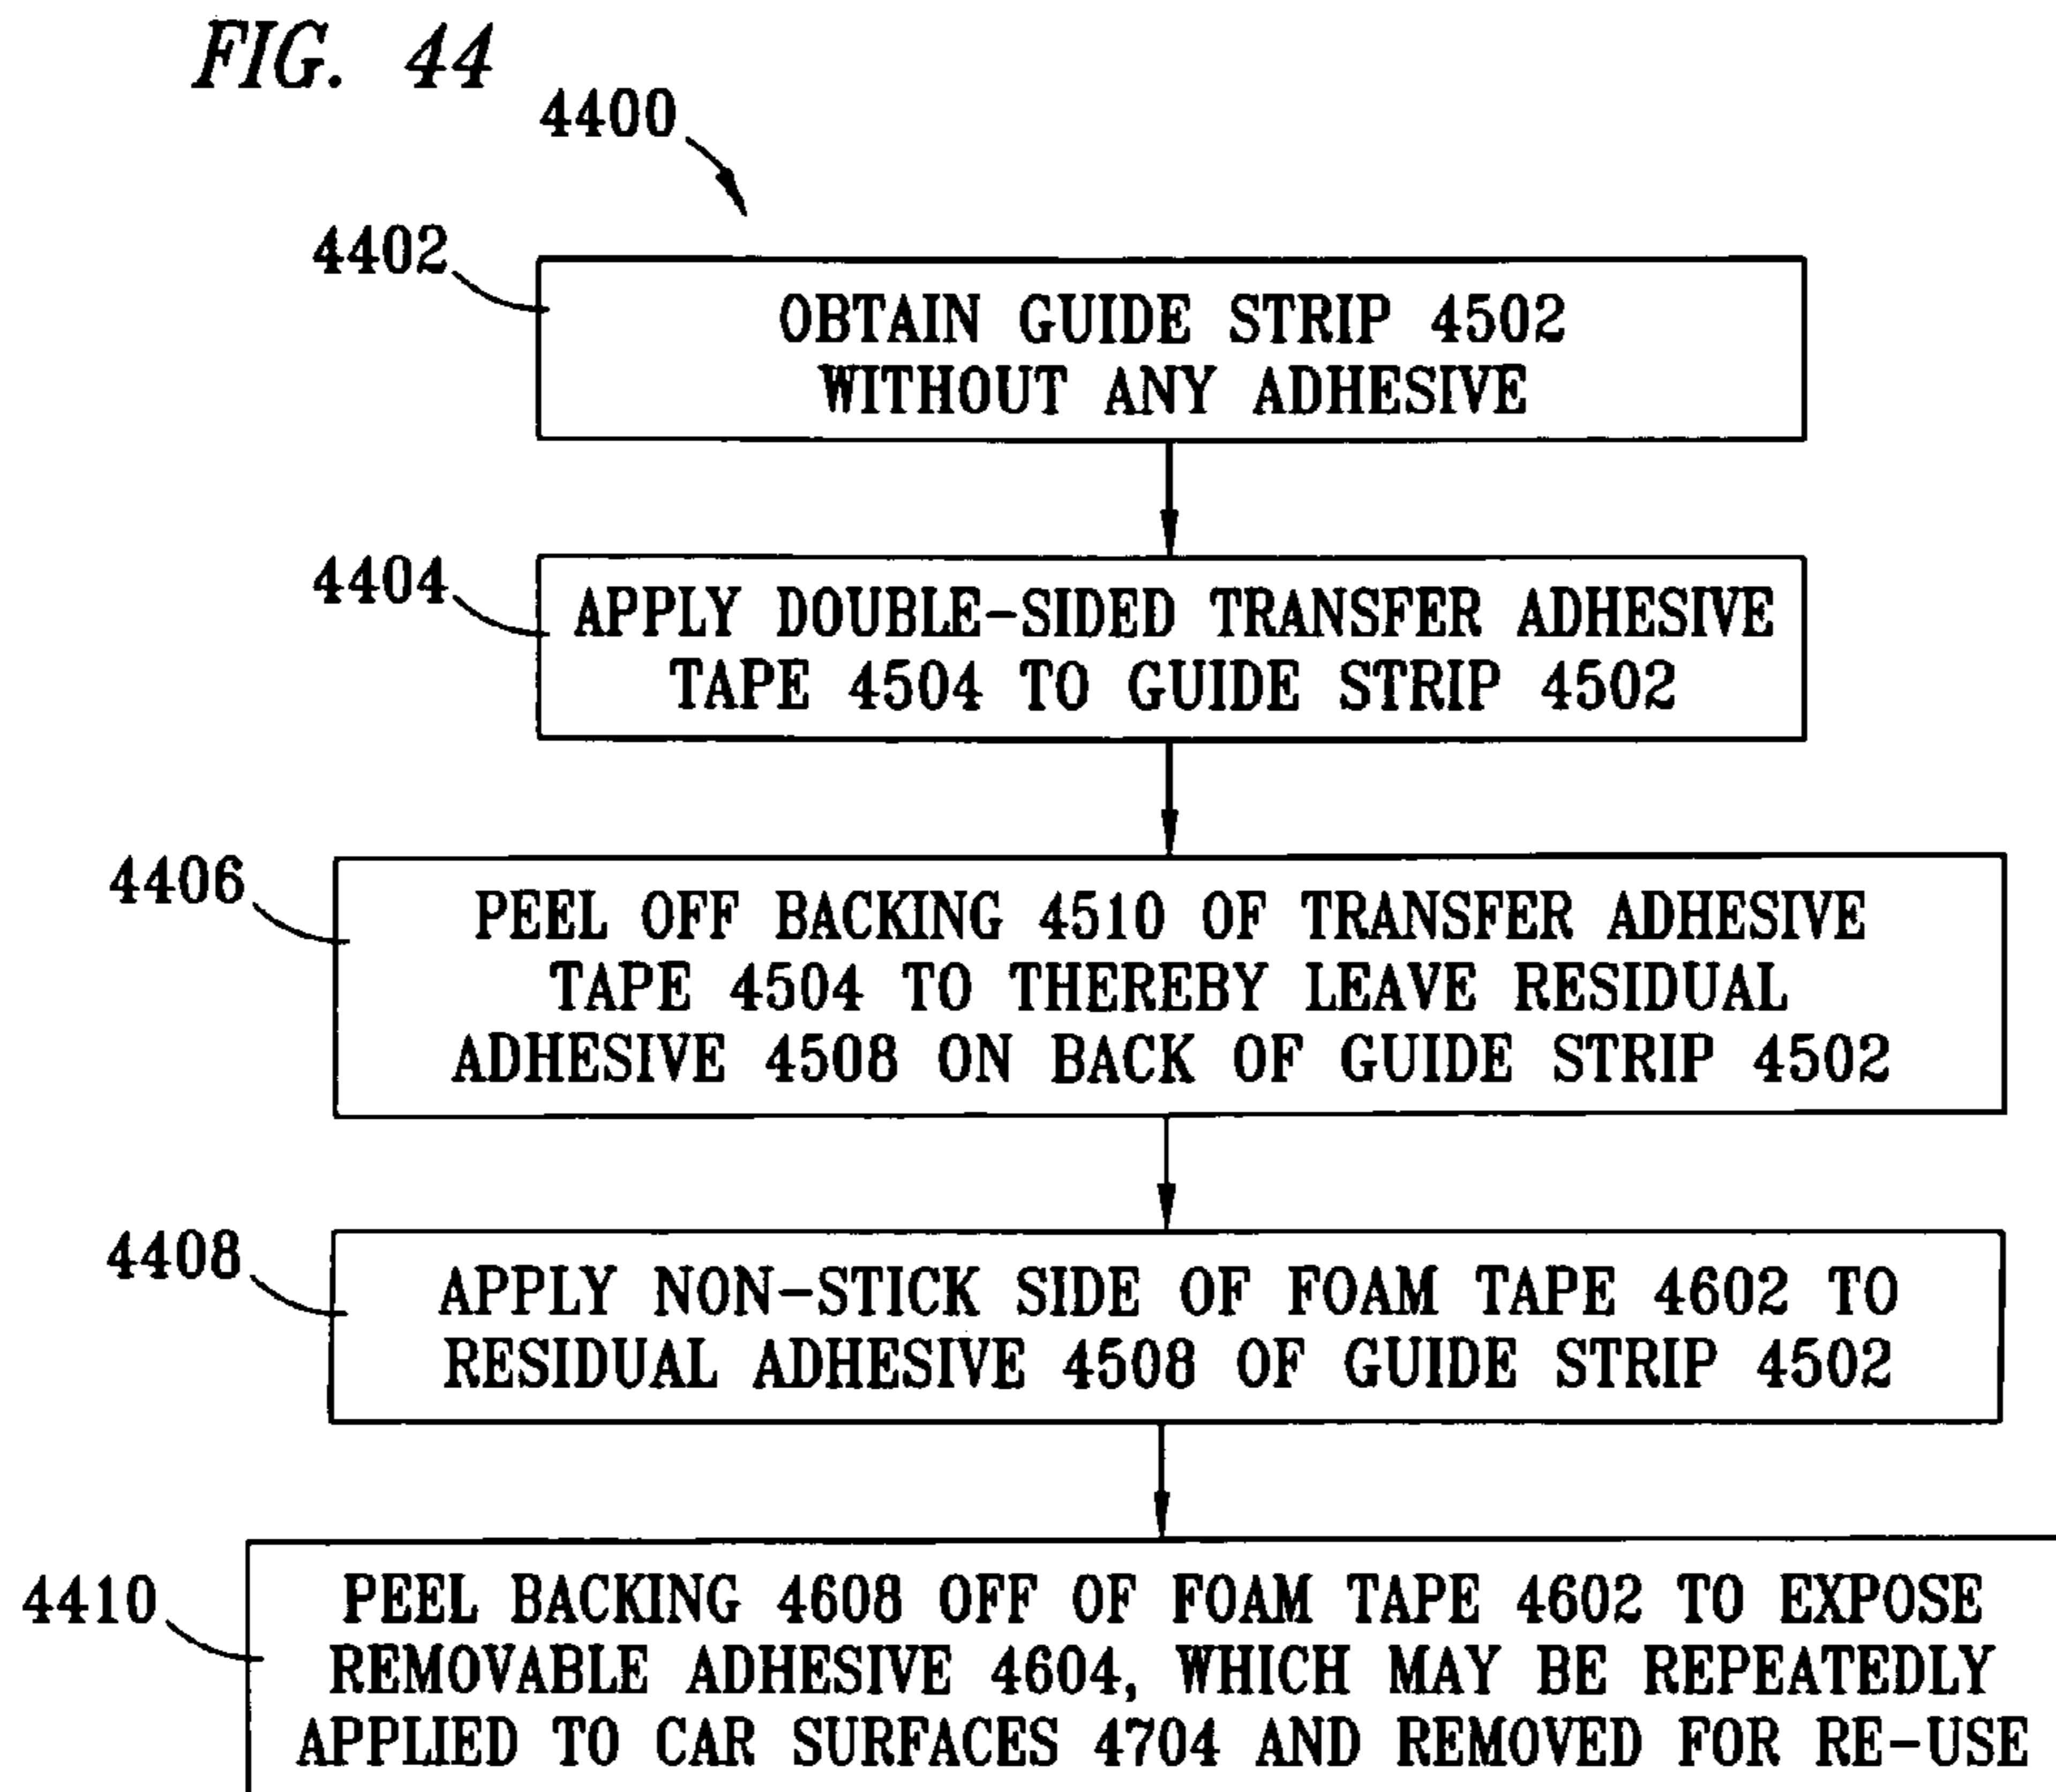 FIG. 44
4400
4402
OBTAIN GUIDE STRIP 4502
WITHOUT ANY ADHESIVE
4404
APPLY DOUBLE-SIDED TRANSFER ADHESIVE
TAPE 4504 TO GUIDE STRIP 4502
4406
PEEL OFF BACKING 4510 OF TRANSFER ADHESIVE
TAPE 4504 TO THEREBY LEAVE RESIDUAL
ADHESIVE 4508 ON BACK OF GUIDE STRIP 4502
4408
APPLY NON-STICK SIDE OF FOAM TAPE 4602 TO
RESIDUAL ADHESIVE 4508 OF GUIDE STRIP 4502
4410
PEEL BACKING 4608 OFF OF FOAM TAPE 4602 TO EXPOSE
REMOVABLE ADHESIVE 4604, WHICH MAY BE REPEATEDLY
APPLIED TO CAR SURFACES 4704 AND REMOVED FOR RE-USE